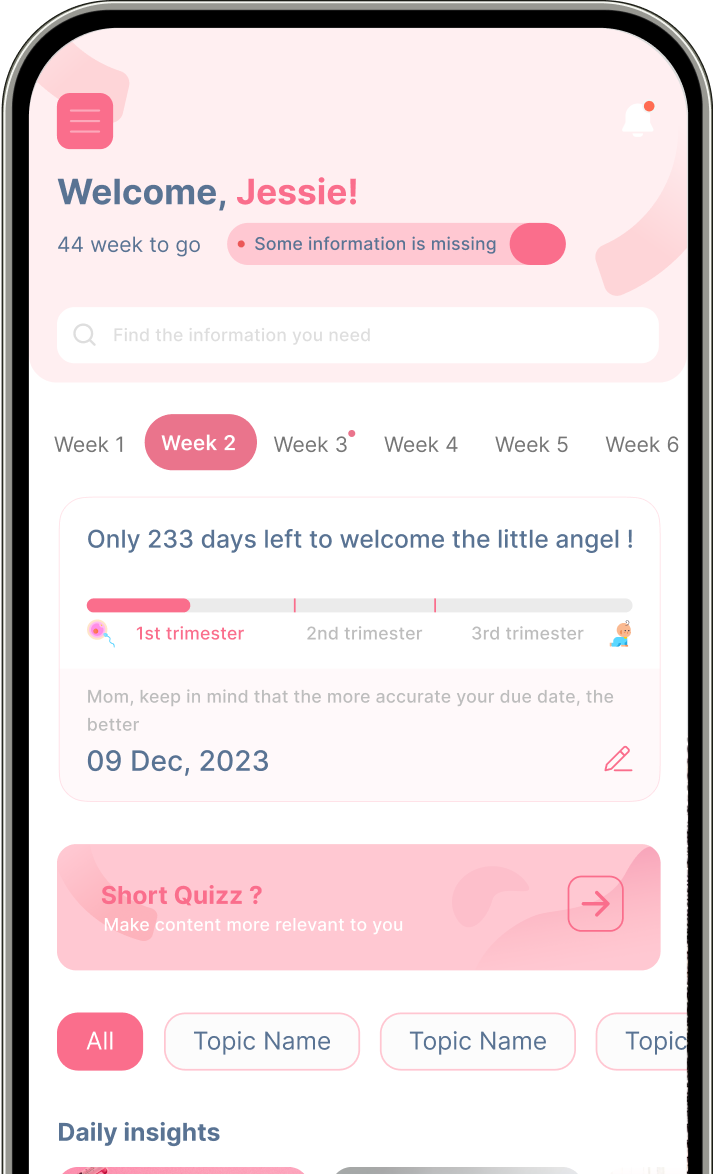 Welcome, Jessie!
44 week to go
Some information is missing
Find the information you need
Week 1 Week 2 Week 3 Week 4 Week 5 Week 6
Only 233 days left to welcome the little angel !
1st trimester 2nd trimester 3rd trimester
Mom, keep in mind that the more accurate your due date, the
better
09 Dec, 2023
Short Quizz ?
Make content more relevant to you
All Topic Name Topic Name Topic
Daily insights